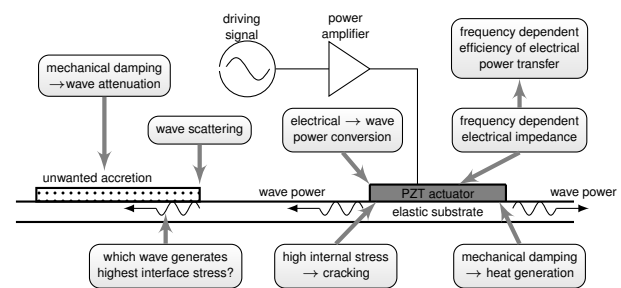 driving
signal
power
amplifier
frequency dependent
efficiency of electrical
power transfer
mechanical damping
→wave attenuation
wave scattering
electrical → wave
power conversion
frequency dependent
electrical impedance
unwanted accretion
wave power
PZT actuator
wave power
elastic substrate
which wave generates
highest interface stress?
high internal stress
→ cracking
mechanical damping
→ heat generation